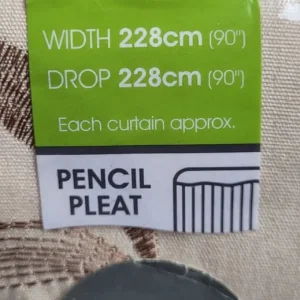 WIDTH 228cm (90")
DROP 228cm (90")
Each curtain approx.
PENCIL
PLEAT